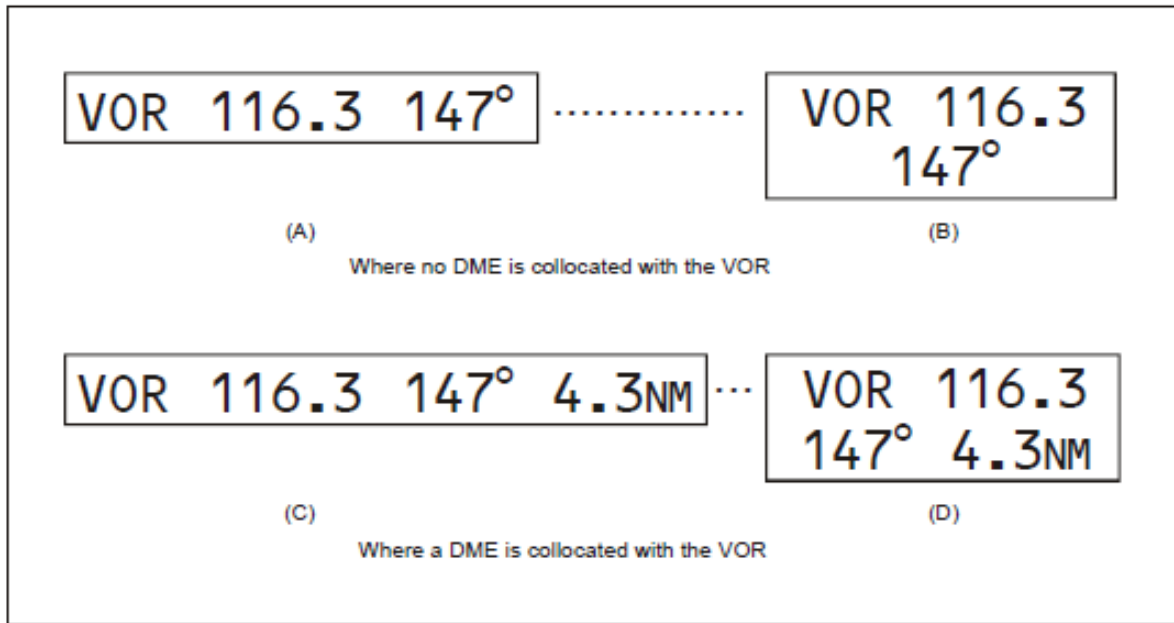 VOR 116.3 147°
VOR 116.3
147°
(A)
(B)
Where no DME is collocated with the VOR
VOR 116.3 147° 4.3NM
VOR 116.3
147° 4.3NM
(C)
(D)
Where a DME is collocated with the VOR